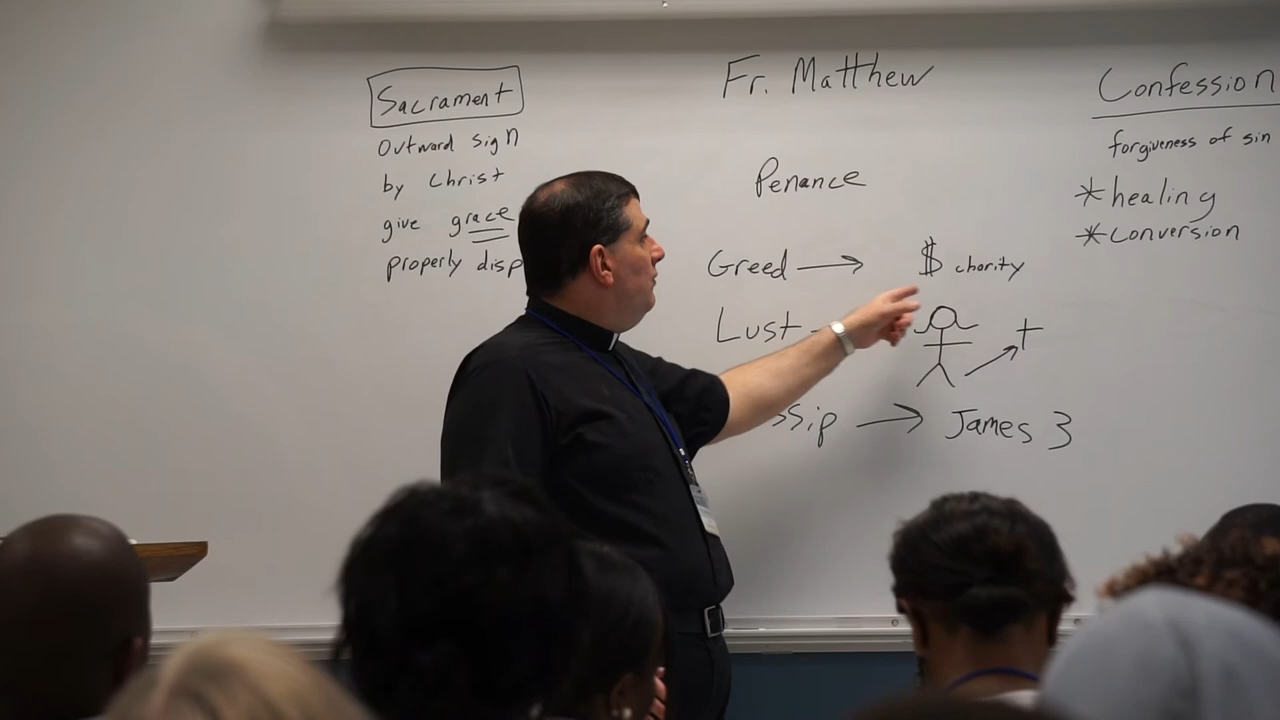 Sacrament
Outward sign
by Christ
give grace
properly disp
Fr. Matthew
Penance
Greed → $ charity
Lust
ssip → James 3
Confession
forgiveness of sin
*healing
*conversion